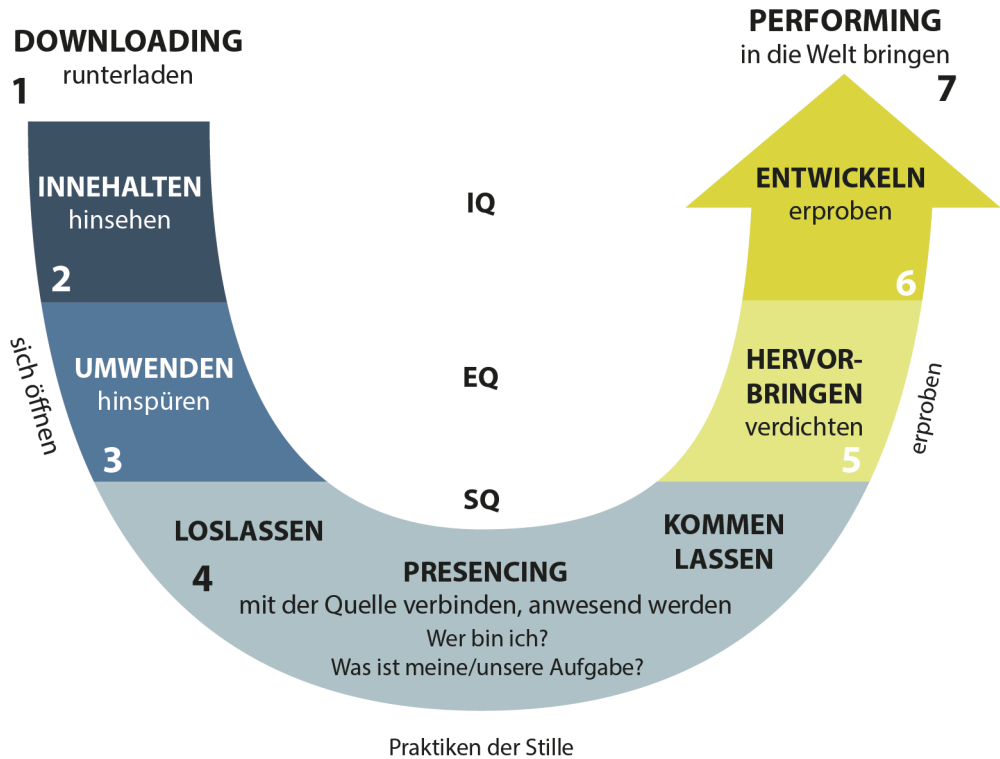 DOWNLOADING
runterladen
1
INNEHALTEN
hinsehen
2
UMWENDEN
hinspüren
3
sich öffnen
LOSLASSEN
4
PRESENCING
mit der Quelle verbinden, anwesend werden
Wer bin ich?
Was ist meine/unsere Aufgabe?
KOMMEN
LASSEN
IQ
EQ
SQ
HERVOR-
BRINGEN
verdichten
5
erproben
ENTWICKELN
erproben
6
PERFORMING
in die Welt bringen
7
Praktiken der Stille